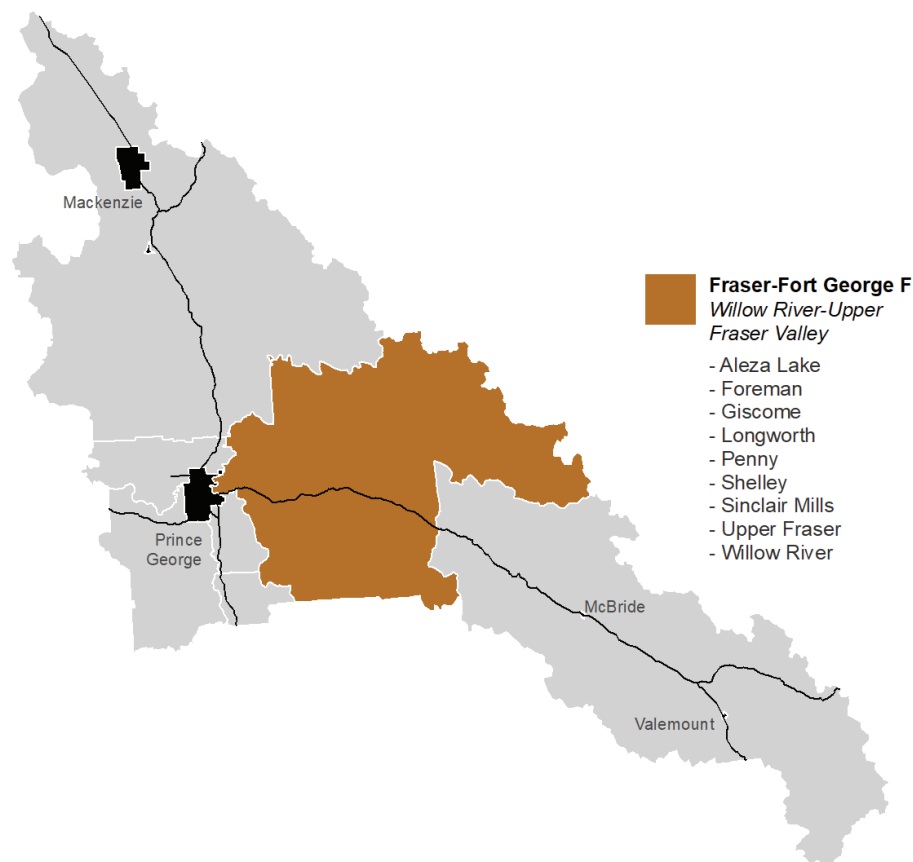 Mackenzie
Fraser-Fort George F
Willow River-Upper
Fraser Valley
- Aleza Lake
- Foreman
- Giscome
- Longworth
- Penny
- Shelley
- Sinclair Mills
- Upper Fraser
- Willow River
Prince
George
McBride
Valemount